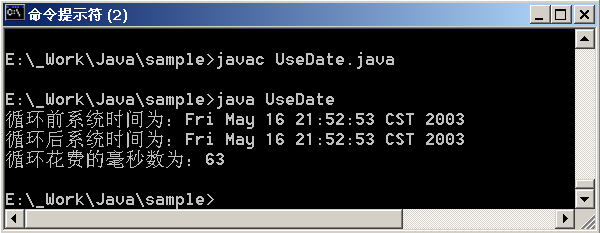 命令提示符 (2)
E:\_Work\Java\sample>javac UseDate.java
E:\_Work\Java\sample>java UseDate
循环前系统时间为：Fri May 16 21:52:53 CST 2003
循环后系统时间为：Fri May 16 21:52:53 CST 2003
循环花费的毫秒数为：63
E:\_Work\Java\sample>